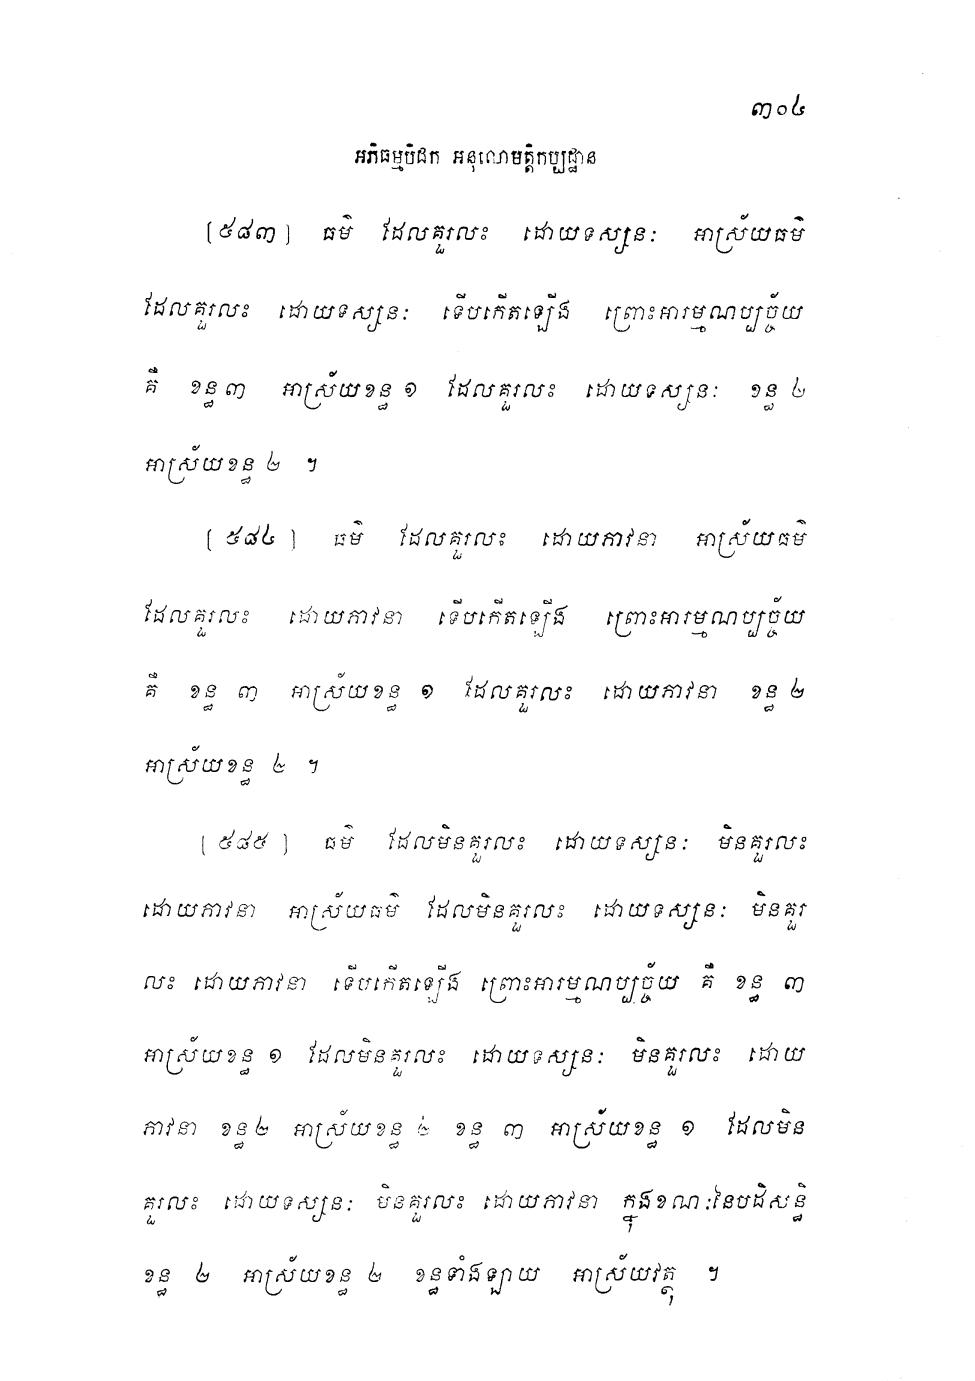 ៣០៤
អភិធម្មបិដក អនុលោមត្តិកប្បដ្ឋាន
[៥៨៣] ធម៌ ដែលគួរលះ ដោយទស្សនៈ អាស្រ័យធម៌
ដែលគួរលះ ដោយទស្សនៈ ទើបកើតឡើង ព្រោះអារម្មណប្បច្ច័យ
គឺ ខន្ធ ៣ អាស្រ័យខន្ធ ១ ដែលគួរលះ ដោយទស្សនៈ ខន្ធ ២
អាស្រ័យខន្ធ ២ ។
[៥៨៤] ធម៌ ដែលគួរលះ ដោយភាវនា អាស្រ័យធម៌
ដែលគួរលះ ដោយភាវនា ទើបកើតឡើង ព្រោះអារម្មណប្បច្ច័យ
គឺ ខន្ធ ៣ អាស្រ័យខន្ធ ១ ដែលគួរលះ ដោយភាវនា ខន្ធ ២
អាស្រ័យខន្ធ ២ ។
[៥៨៥] ធម៌ ដែលមិនគួរលះ ដោយទស្សនៈ មិនគួរលះ
ដោយភាវនា អាស្រ័យធម៌ ដែលមិនគួរលះ ដោយទស្សនៈ មិនគួរ
លះ ដោយភាវនា ទើបកើតឡើង ព្រោះអារម្មណប្បច្ច័យ គឺ ខន្ធ ៣
អាស្រ័យខន្ធ ១ ដែលមិនគួរលះ ដោយទស្សនៈ មិនគួរលះ ដោយ
ភាវនា ខន្ធ ២ អាស្រ័យខន្ធ ២ ខន្ធ ៣ អាស្រ័យខន្ធ ១ ដែលមិន
គួរលះ ដោយទស្សនៈ មិនគួរលះ ដោយភាវនា ក្នុងខណៈនៃបដិសន្ធិ
ខន្ធ ២ អាស្រ័យខន្ធ ២ ខន្ធទាំងឡាយ អាស្រ័យវត្ថុ ។